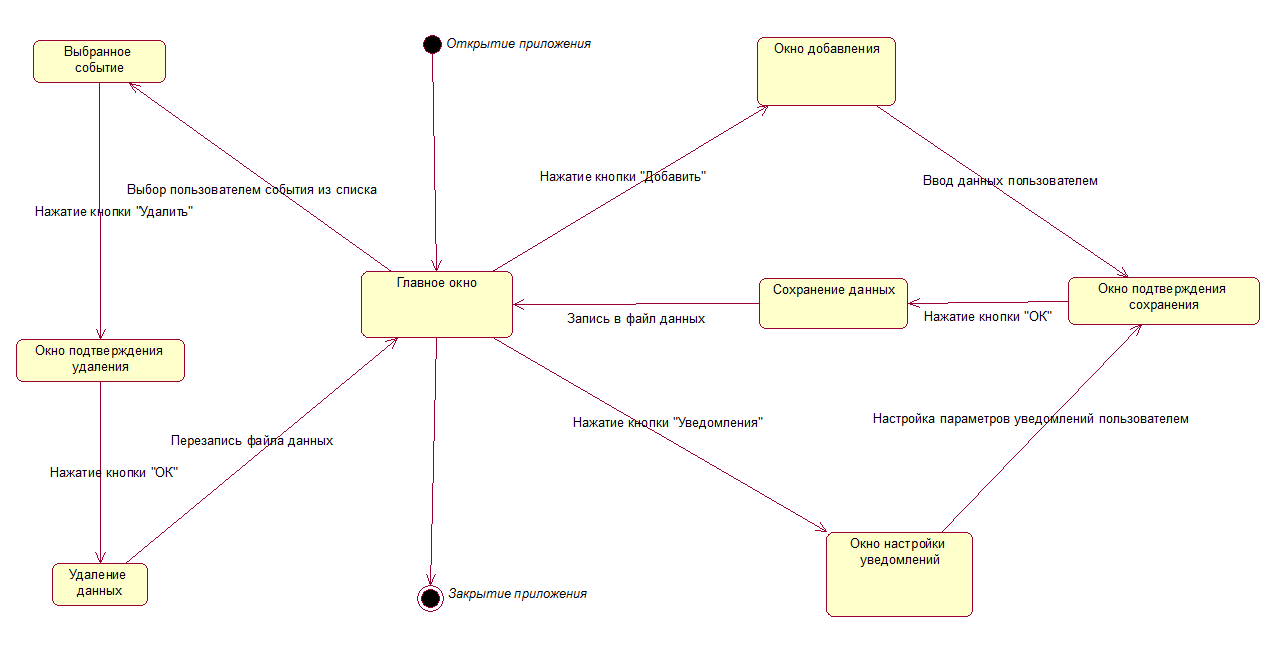 Открытие приложения
Окно добавления
Выбранное
событие
Нажатие кнопки "Добавить"
Ввод данных пользователем
Выбор пользователем события из списка
Нажатие кнопки "Удалить"
Главное окно
Сохранение данных
Окно подтверждения
сохранения
Запись в файл данных
Нажатие кнопки "ОК"
Окно подтверждения
удаления
Нажатие кнопки "Уведомления"
Настройка параметров уведомлений пользователем
Перезапись файла данных
Нажатие кнопки "ОК"
Окно настройки
уведомлений
Удаление
данных
Закрытие приложения